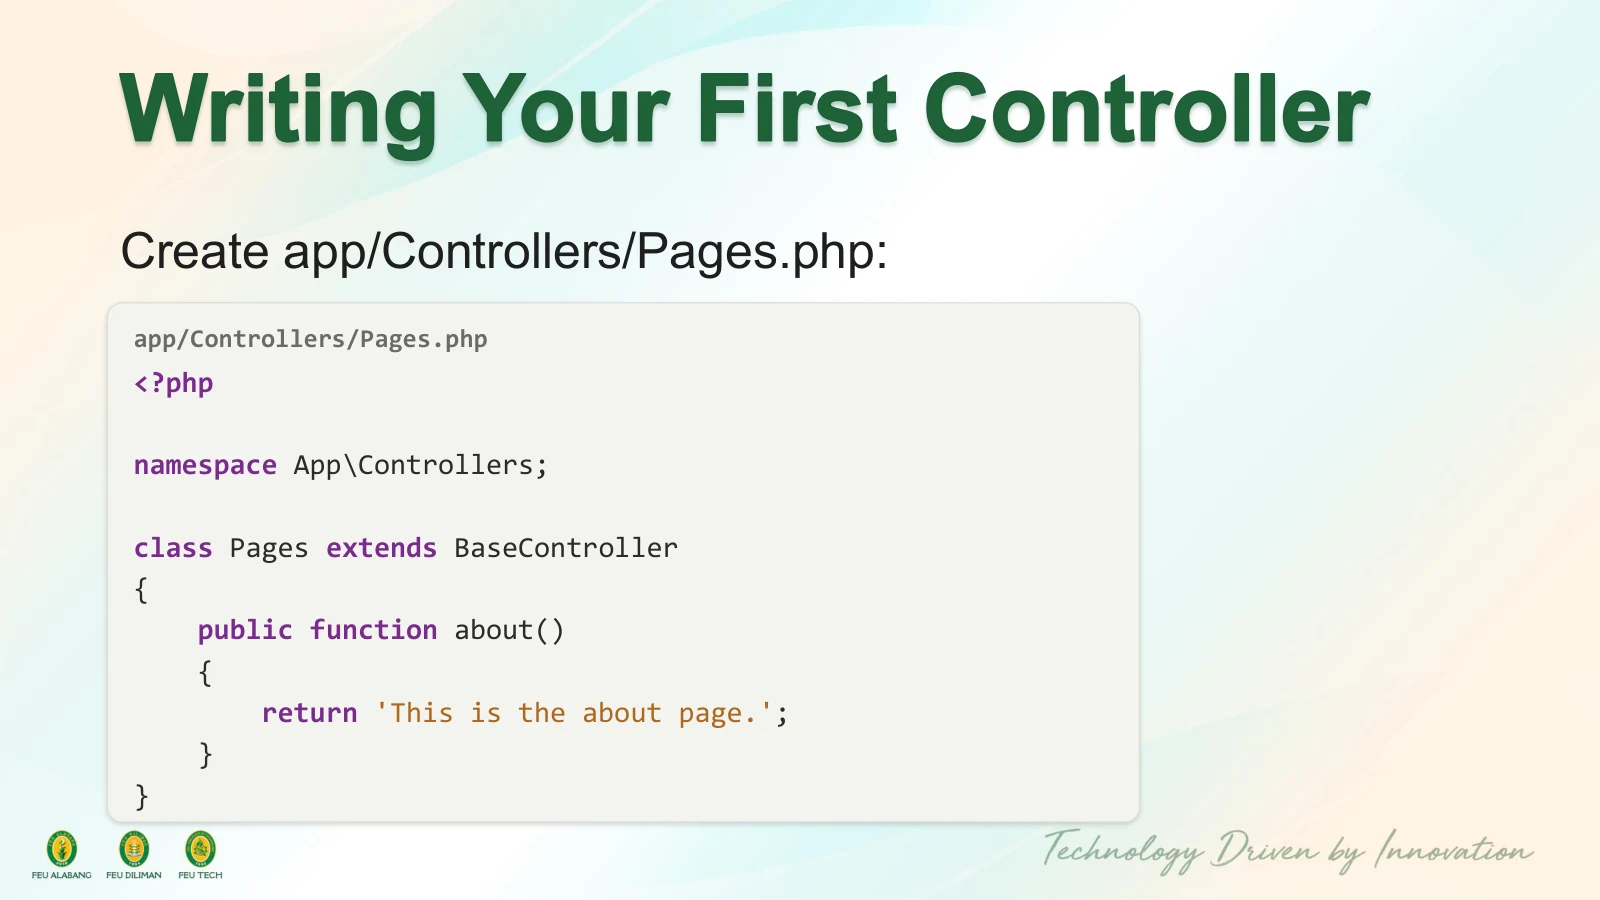 Writing Your First Controller
Create app/Controllers/Pages.php:
app/Controllers/Pages.php
<?php
namespace App\Controllers;
class Pages extends BaseController
{
    public function about()
    {
        return 'This is the about page.';
    }
}
FEU ALABANG FEU DILIMAN FEU TECH
Technology Driven by Innovation